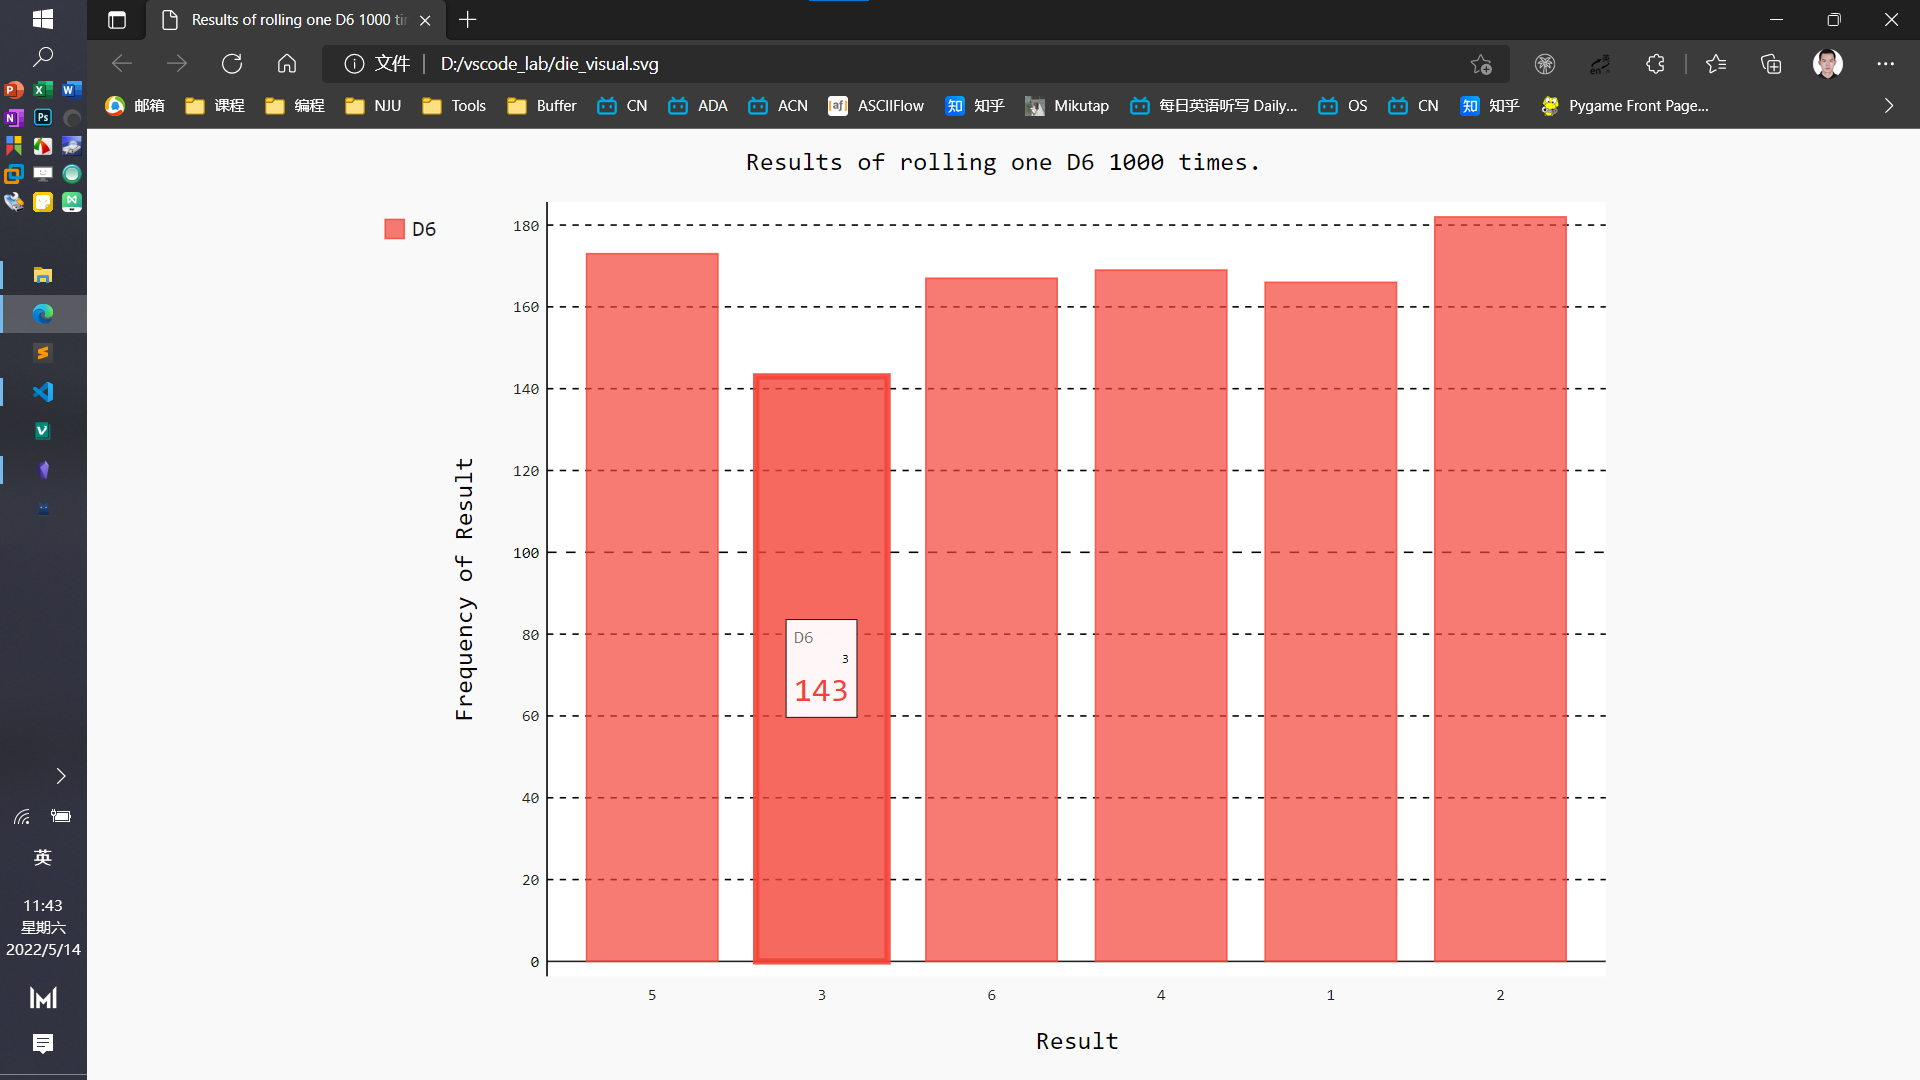 Results of rolling one D6 1000 ti
文件 D:/vscode_lab/die_visual.svg
邮箱 课程 编程 NJU Tools Buffer CN ADA ACN ASCIIFlow 知乎 Mikutap 每日英语听写 Daily... OS CN 知乎 Pygame Front Page...
Results of rolling one D6 1000 times.
D6
180
160
140
120
100
80
60
40
20
0
Frequency of Result
D6
3
143
5 3 6 4 1 2
Result
英
11:43
星期六
2022/5/14